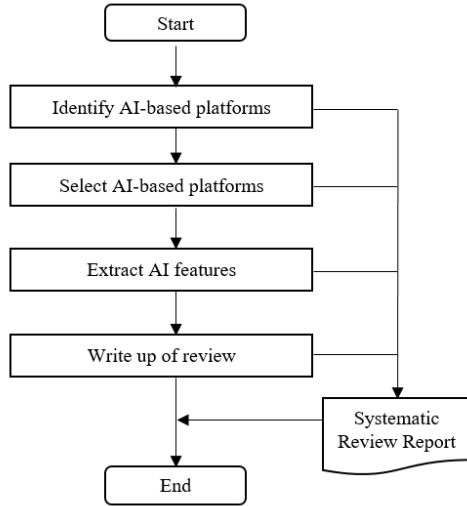 Start
Identify AI-based platforms
Select AI-based platforms
Extract AI features
Write up of review
Systematic
Review Report
End